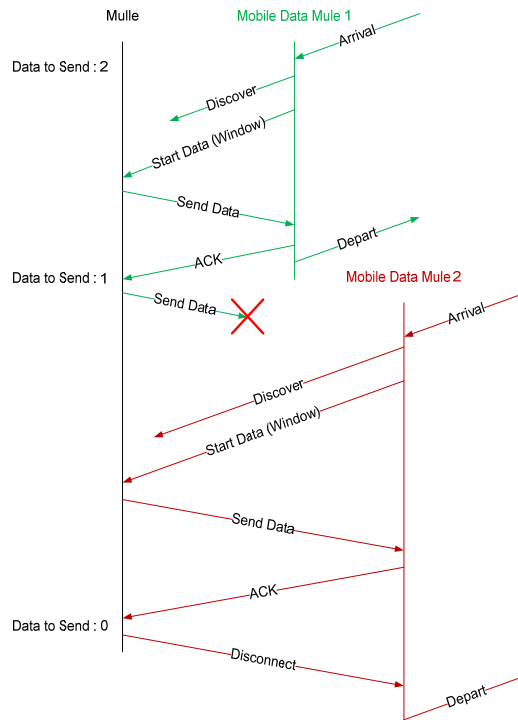 Mulle
Mobile Data Mule 1
Arrival
Data to Send : 2
Discover
Start Data (Window)
Send Data
Depart
ACK
Data to Send : 1
Mobile Data Mule 2
Send Data
Arrival
Discover
Start Data (Window)
Send Data
ACK
Data to Send : 0
Disconnect
Depart